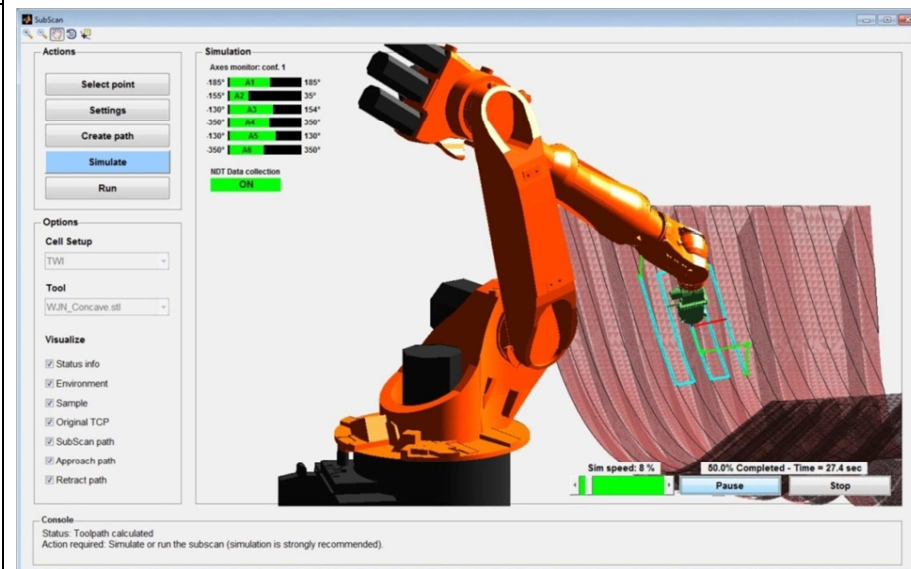 SubScan
Actions
Select point
Settings
Create path
Simulate
Run
Options
Cell Setup
TWI
Tool
WJN_Concave.stl
Visualize
Status info
Environment
Sample
Original TCP
SubScan path
Approach path
Retract path
Simulation
Axes monitor: conf. 1
-185° A1 185°
-155° A2 35°
-130° A3 154°
-350° A4 350°
-130° A5 130°
-350° A6 350°
NDT Data collection
ON
Sim speed: 8 % 50.0% Completed - Time = 27.4 sec
Pause Stop
Console
Status: Toolpath calculated
Action required: Simulate or run the subscan (simulation is strongly recommended).